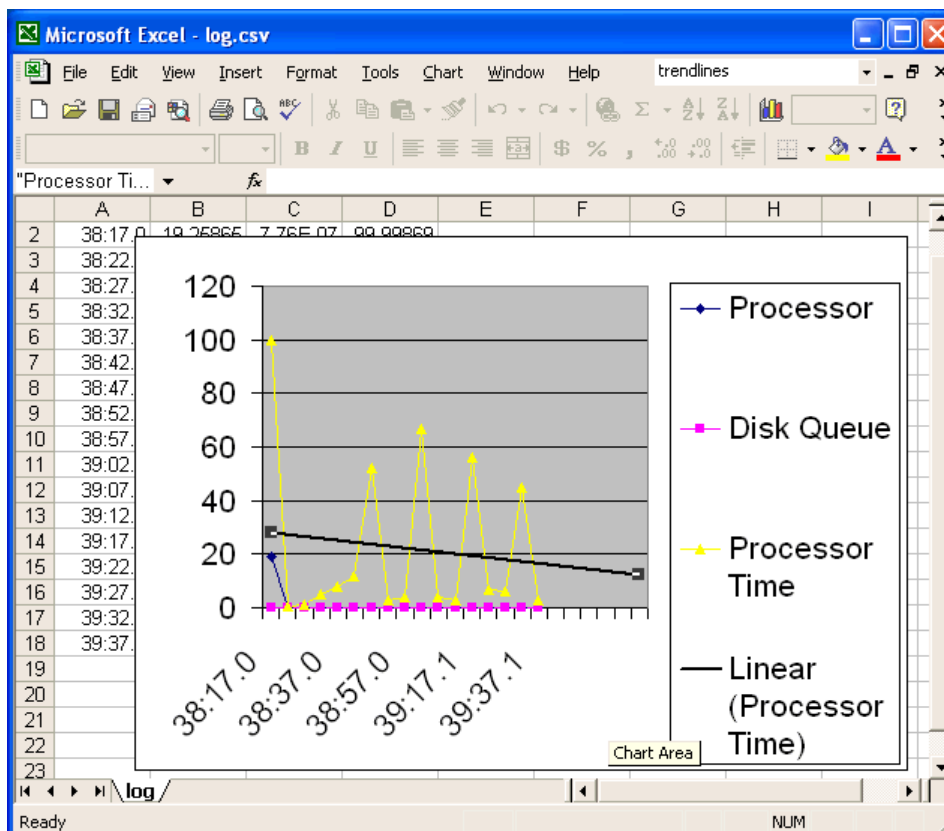 Microsoft Excel - log.csv
File Edit View Insert Format Tools Chart Window Help trendlines
ABC
B I U $ % ,
"Processor Ti... fx
A B C D E F G H I
2 38:17.0 19.25865 7.76E-07 99.99869
3 38:22.
4 38:27.
5 38:32.
6 38:37.
7 38:42.
8 38:47.
9 38:52.
10 38:57.
11 39:02.
12 39:07.
13 39:12.
14 39:17.
15 39:22.
16 39:27.
17 39:32.
18 39:37.
19
20
21
22
23
120
100
80
60
40
20
0
38:17.0
38:37.0
38:57.0
39:17.1
39:37.1
Processor
Disk Queue
Processor
Time
Linear
(Processor
Time)
Chart Area
log
Ready NUM